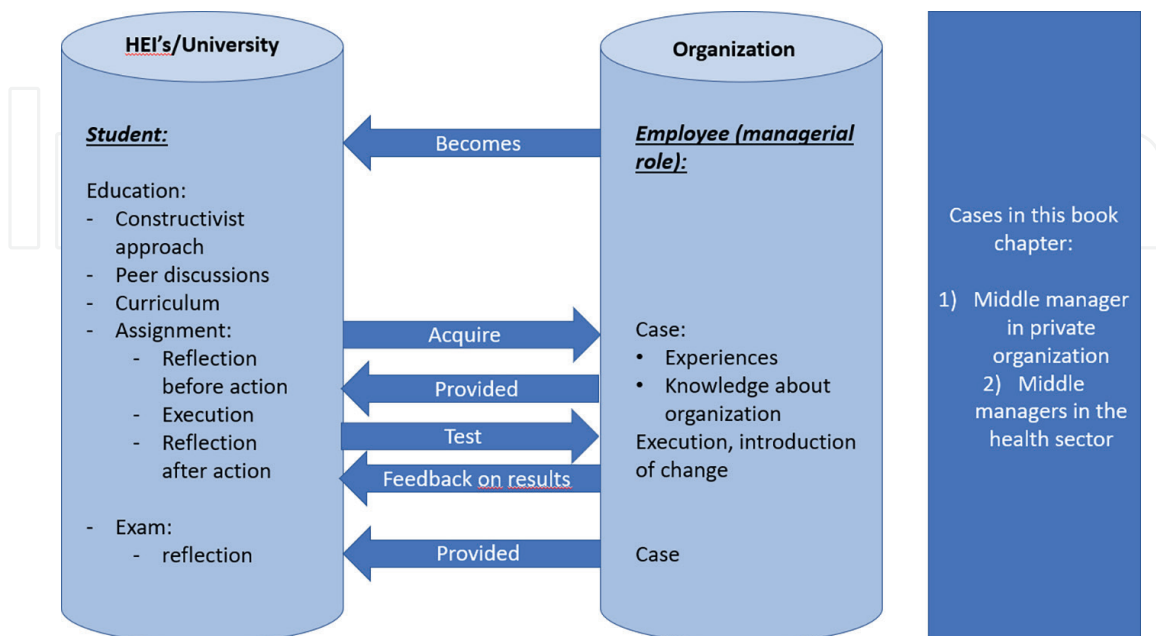 HEI's/University
Student:
Education:
- Constructivist
approach
- Peer discussions
- Curriculum
- Assignment:
- Reflection
before action
- Execution
- Reflection
after action
- Exam:
- reflection
Becomes
Acquire
Provided
Test
Feedback on results
Provided
Organization
Employee (managerial
role):
Case:
• Experiences
• Knowledge about
organization
Execution, introduction
of change
Case
Cases in this book
chapter:
1) Middle manager
in private
organization
2) Middle
managers in the
health sector